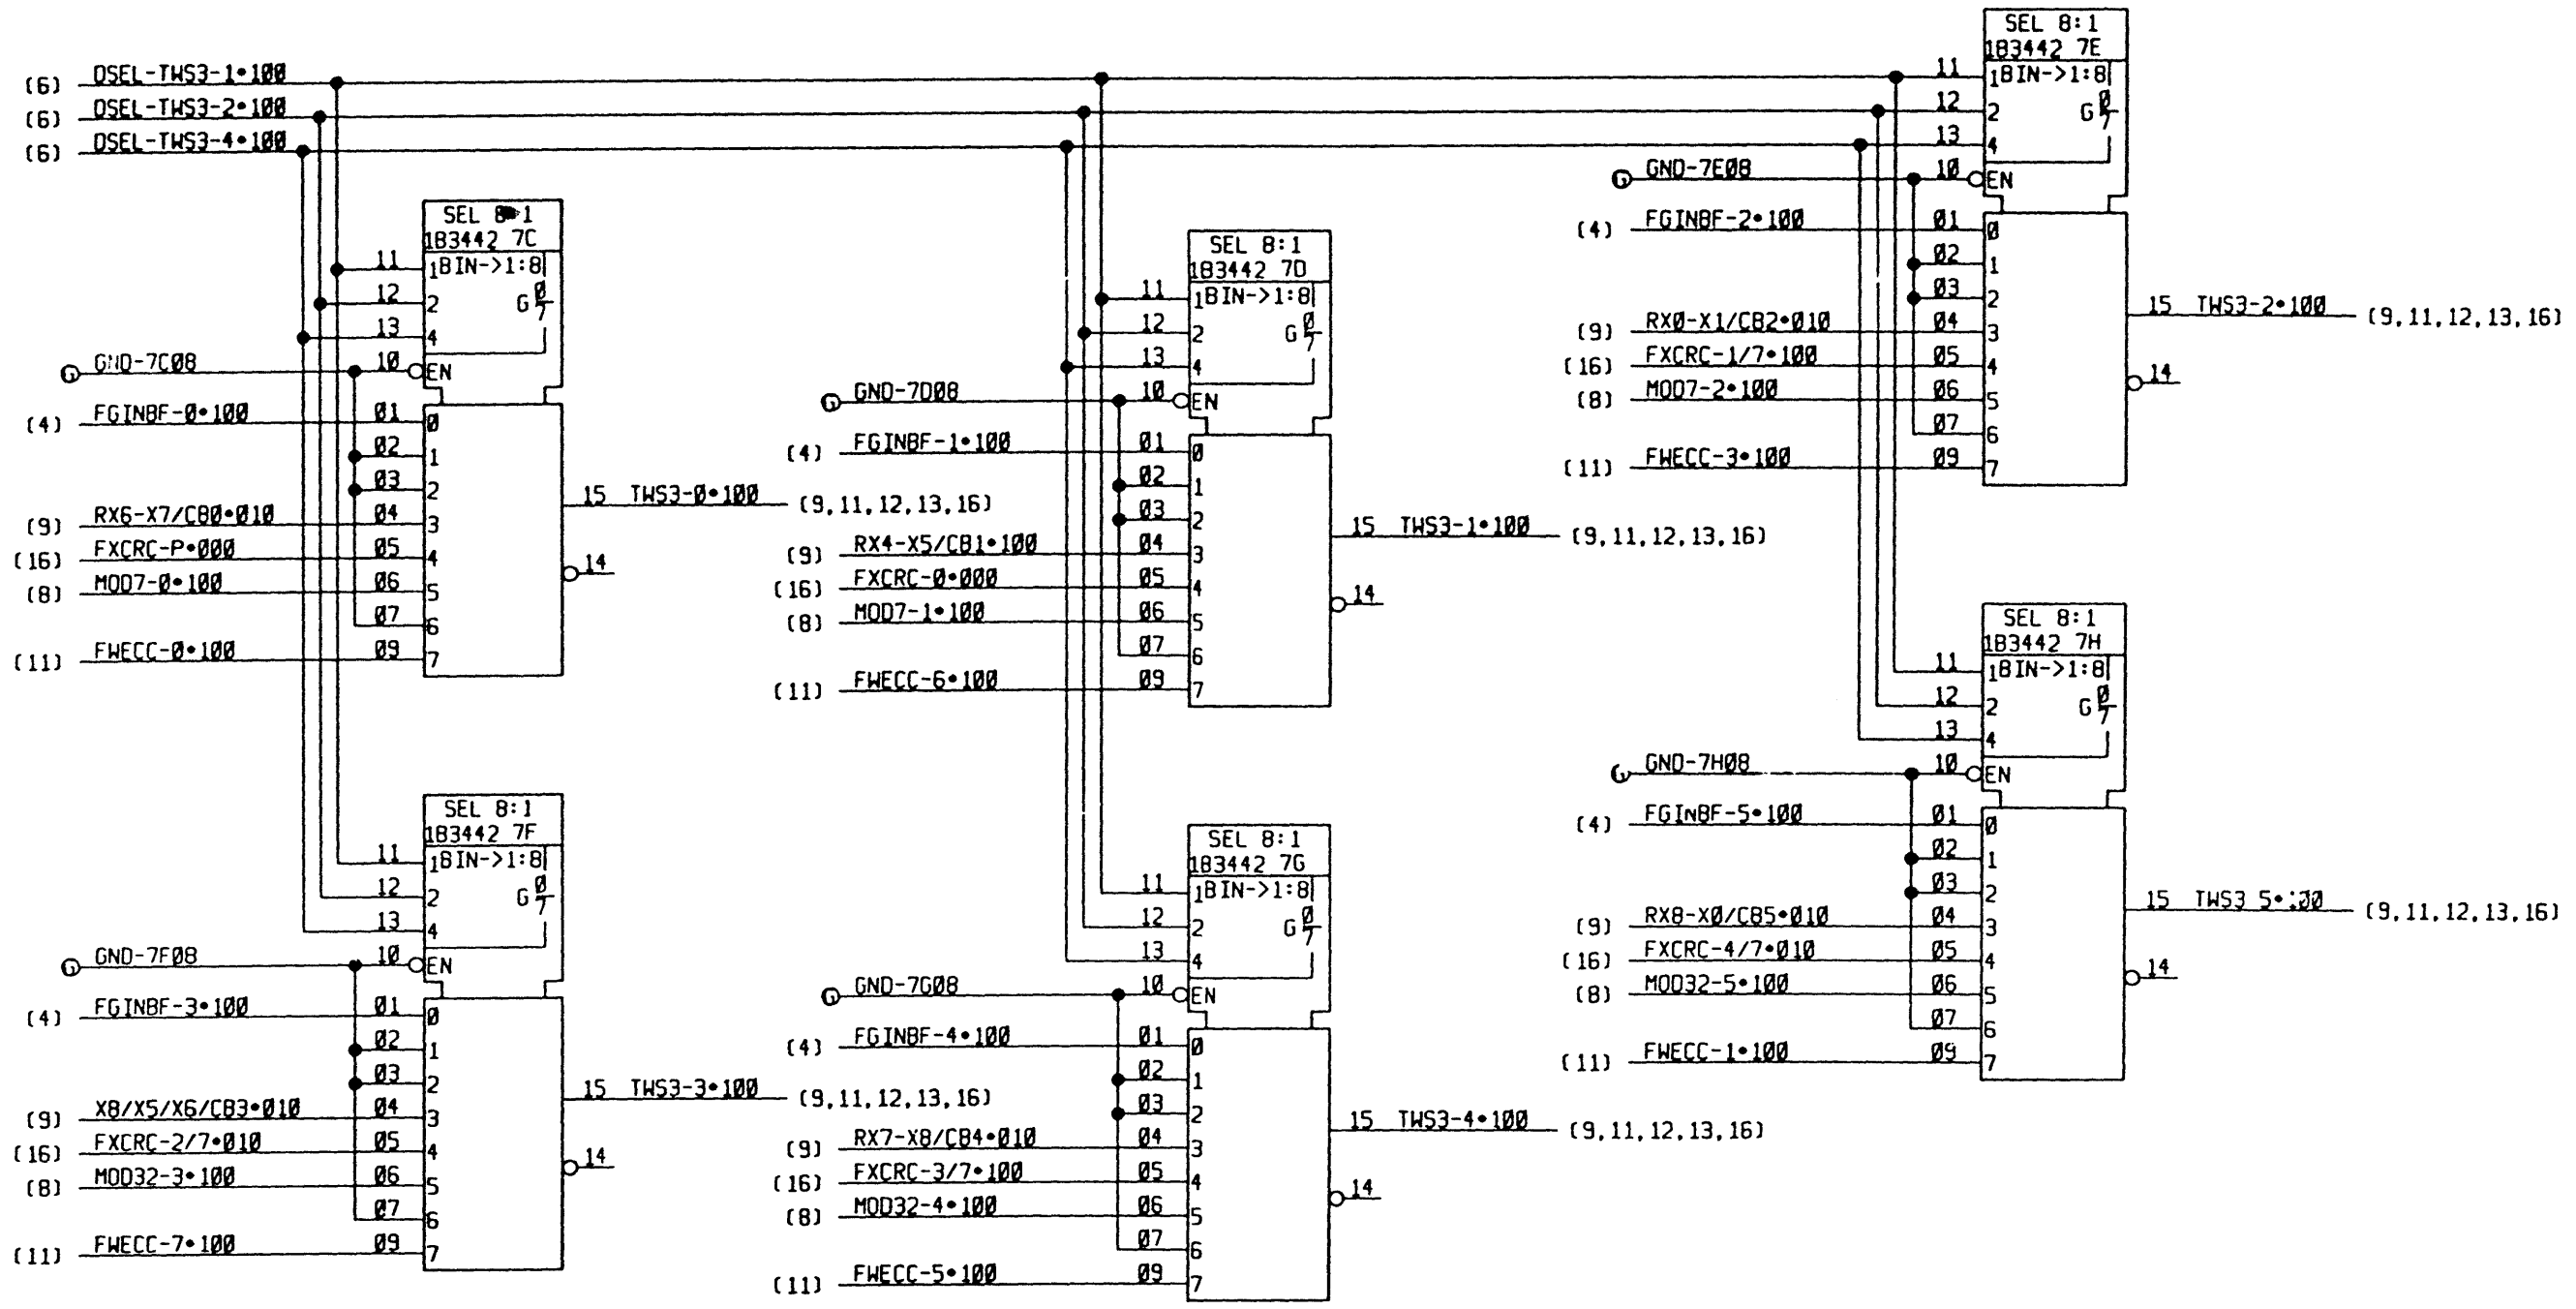 (6) DSEL-TWS3-1•100
(6) DSEL-TWS3-2•100
(6) DSEL-TWS3-4•100
SEL 8:1
1B3442 7C
11 1 BIN->1:8
12 2 G 0/7
13 4
G GND-7C08 10 EN
(4) FGINBF-0•100 01 0
02 1
03 2
(9) RX6-X7/CB0•010 04 3
(16) FXCRC-P•000 05 4
(8) MOD7-0•100 06 5
07 6
(11) FWECC-0•100 09 7
15 TWS3-0•100 (9,11,12,13,16)
14
SEL 8:1
1B3442 7D
11 1 BIN->1:8
12 2 G 0/7
13 4
G GND-7D08 10 EN
(4) FGINBF-1•100 01 0
02 1
03 2
(9) RX4-X5/CB1•100 04 3
(16) FXCRC-0•000 05 4
(8) MOD7-1•100 06 5
07 6
(11) FWECC-6•100 09 7
15 TWS3-1•100 (9,11,12,13,16)
14
SEL 8:1
1B3442 7E
11 1 BIN->1:8
12 2 G 0/7
13 4
G GND-7E08 10 EN
(4) FGINBF-2•100 01 0
02 1
03 2
(9) RX0-X1/CB2•010 04 3
(16) FXCRC-1/7•100 05 4
(8) MOD7-2•100 06 5
07 6
(11) FWECC-3•100 09 7
15 TWS3-2•100 (9,11,12,13,16)
14
SEL 8:1
1B3442 7F
11 1 BIN->1:8
12 2 G 0/7
13 4
G GND-7F08 10 EN
(4) FGINBF-3•100 01 0
02 1
03 2
(9) X8/X5/X6/CB3•010 04 3
(16) FXCRC-2/7•010 05 4
(8) MOD32-3•100 06 5
07 6
(11) FWECC-7•100 09 7
15 TWS3-3•100 (9,11,12,13,16)
14
SEL 8:1
1B3442 7G
11 1 BIN->1:8
12 2 G 0/7
13 4
G GND-7G08 10 EN
(4) FGINBF-4•100 01 0
02 1
03 2
(9) RX7-X8/CB4•010 04 3
(16) FXCRC-3/7•100 05 4
(8) MOD32-4•100 06 5
07 6
(11) FWECC-5•100 09 7
15 TWS3-4•100 (9,11,12,13,16)
14
SEL 8:1
1B3442 7H
11 1 BIN->1:8
12 2 G 0/7
13 4
G GND-7H08 10 EN
(4) FGINBF-5•100 01 0
02 1
03 2
(9) RX8-X0/CB5•010 04 3
(16) FXCRC-4/7•010 05 4
(8) MOD32-5•100 06 5
07 6
(11) FWECC-1•100 09 7
15 TWS3 5•100 (9,11,12,13,16)
14